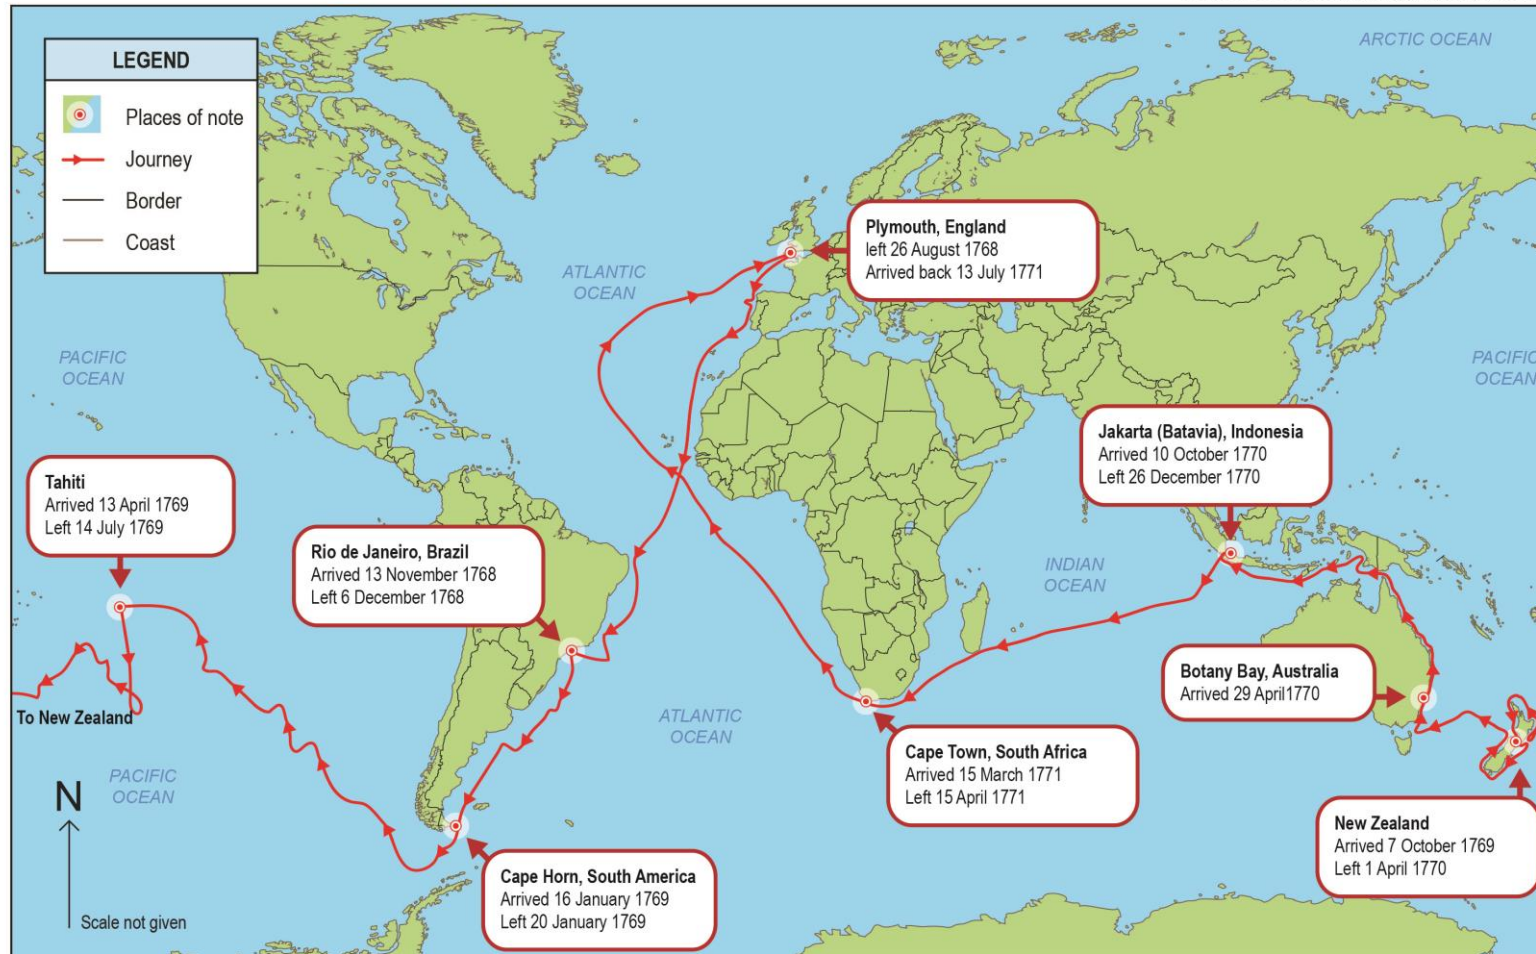 LEGEND
Places of note
Journey
Border
Coast
ARCTIC OCEAN
Plymouth, England
left 26 August 1768
Arrived back 13 July 1771
ATLANTIC
OCEAN
PACIFIC
OCEAN
PACIFIC
OCEAN
Jakarta (Batavia), Indonesia
Arrived 10 October 1770
Left 26 December 1770
Tahiti
Arrived 13 April 1769
Left 14 July 1769
Rio de Janeiro, Brazil
Arrived 13 November 1768
Left 6 December 1768
INDIAN
OCEAN
Botany Bay, Australia
Arrived 29 April1770
To New Zealand
ATLANTIC
OCEAN
Cape Town, South Africa
Arrived 15 March 1771
Left 15 April 1771
PACIFIC
OCEAN
N
New Zealand
Arrived 7 October 1769
Left 1 April 1770
Cape Horn, South America
Arrived 16 January 1769
Left 20 January 1769
Scale not given